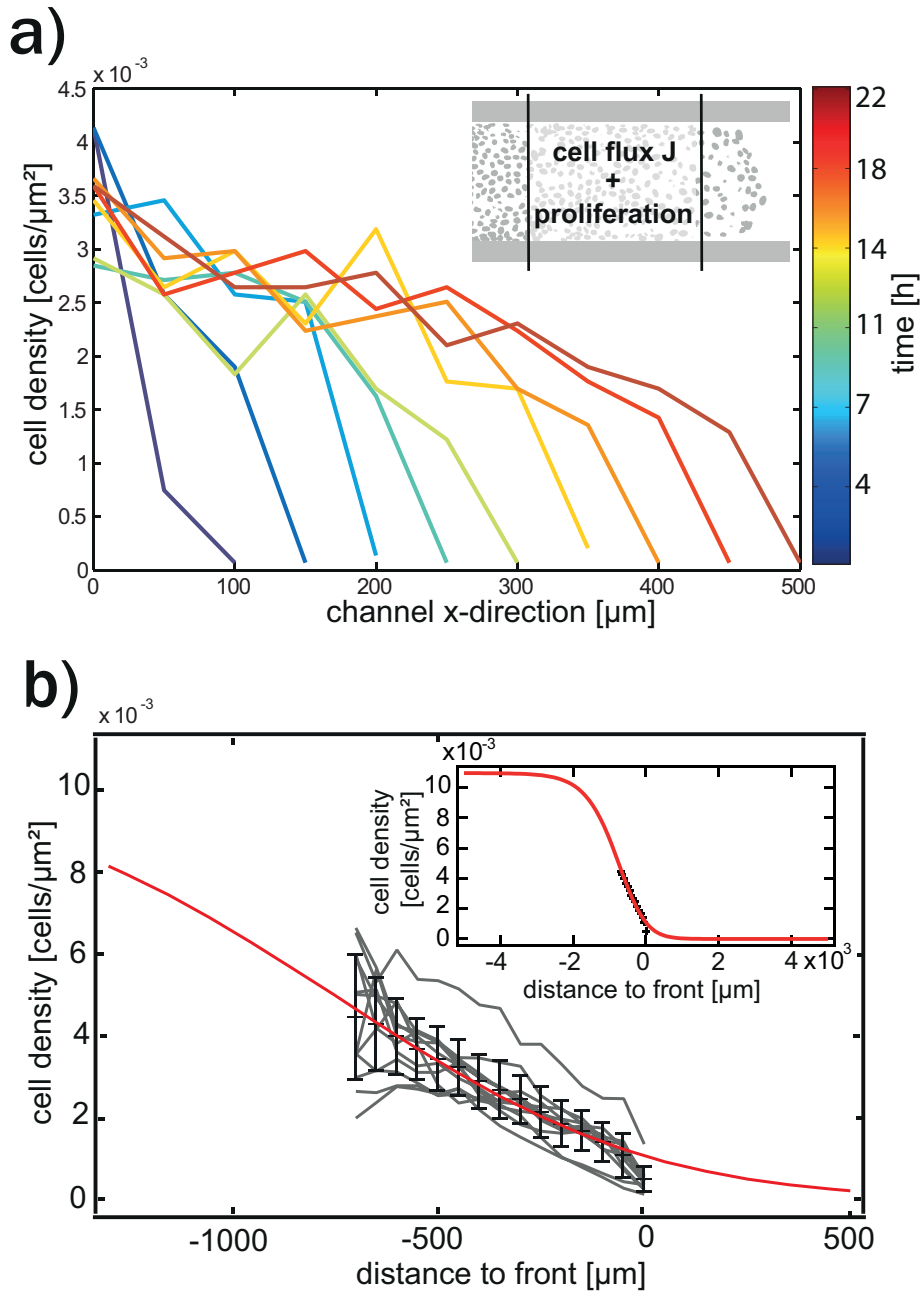 a)
x 10⁻³
4.5
4
3.5
3
2.5
2
1.5
1
0.5
0
cell density [cells/µm²]
0 100 200 300 400 500
channel x-direction [µm]
cell flux J
+
proliferation
22
18
14
11
7
4
time [h]
b)
x 10⁻³
10
8
6
4
2
0
cell density [cells/µm²]
-1000 -500 0 500
distance to front [µm]
x10⁻³
10
8
6
4
2
0
cell density
[cells/µm²]
-4 -2 0 2 4 x10³
distance to front [µm]